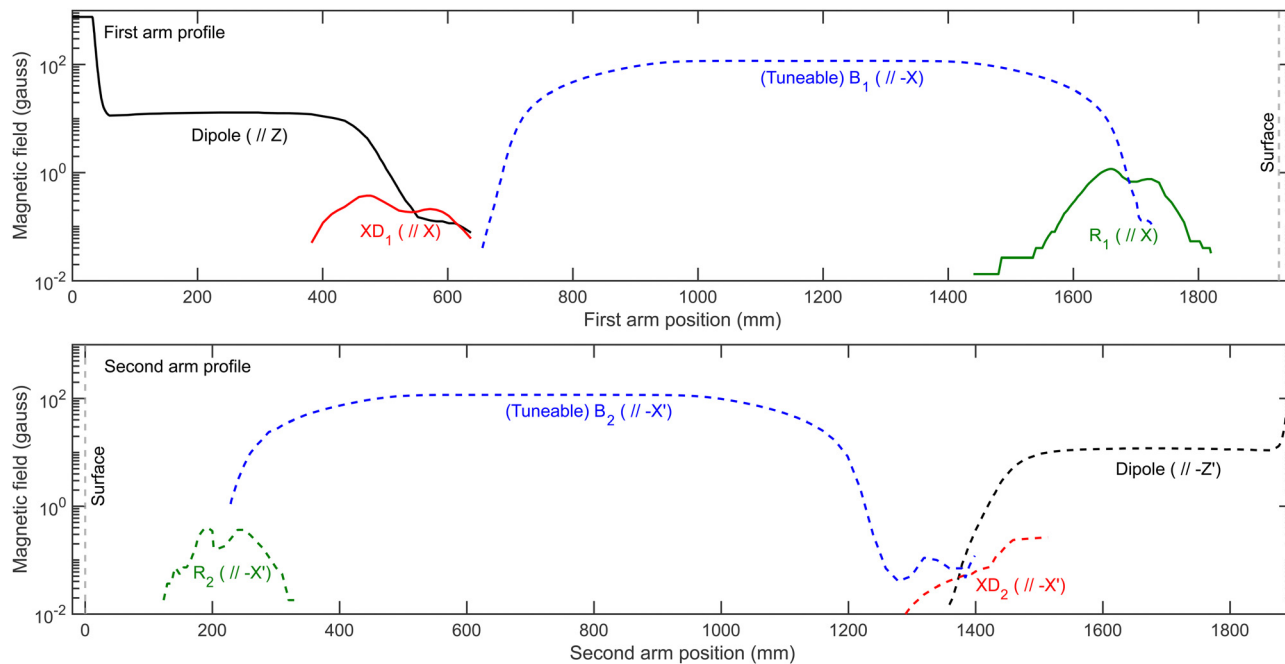 First arm profile
Magnetic field (gauss)
10^2
10^0
10^-2
Dipole ( // Z)
XD_1 ( // X)
(Tuneable) B_1 ( // -X)
R_1 ( // X)
Surface
0 200 400 600 800 1000 1200 1400 1600 1800
First arm position (mm)
Second arm profile
Magnetic field (gauss)
10^2
10^0
10^-2
Surface
R_2 ( // -X')
(Tuneable) B_2 ( // -X')
XD_2 ( // -X')
Dipole ( // -Z')
0 200 400 600 800 1000 1200 1400 1600 1800
Second arm position (mm)